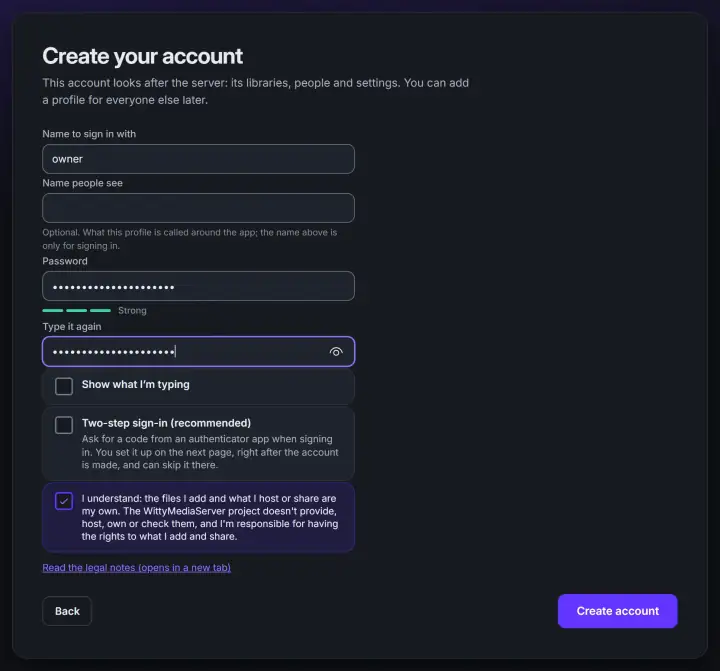 Create your account
This account looks after the server: its libraries, people and settings. You can add
a profile for everyone else later.
Name to sign in with
owner
Name people see
Optional. What this profile is called around the app; the name above is
only for signing in.
Password
•••••••••••••••••••••
Strong
Type it again
•••••••••••••••••••••
Show what I’m typing
Two-step sign-in (recommended)
Ask for a code from an authenticator app when signing
in. You set it up on the next page, right after the account
is made, and can skip it there.
I understand: the files I add and what I host or share are
my own. The WittyMediaServer project doesn't provide,
host, own or check them, and I'm responsible for having
the rights to what I add and share.
Read the legal notes (opens in a new tab)
Back
Create account